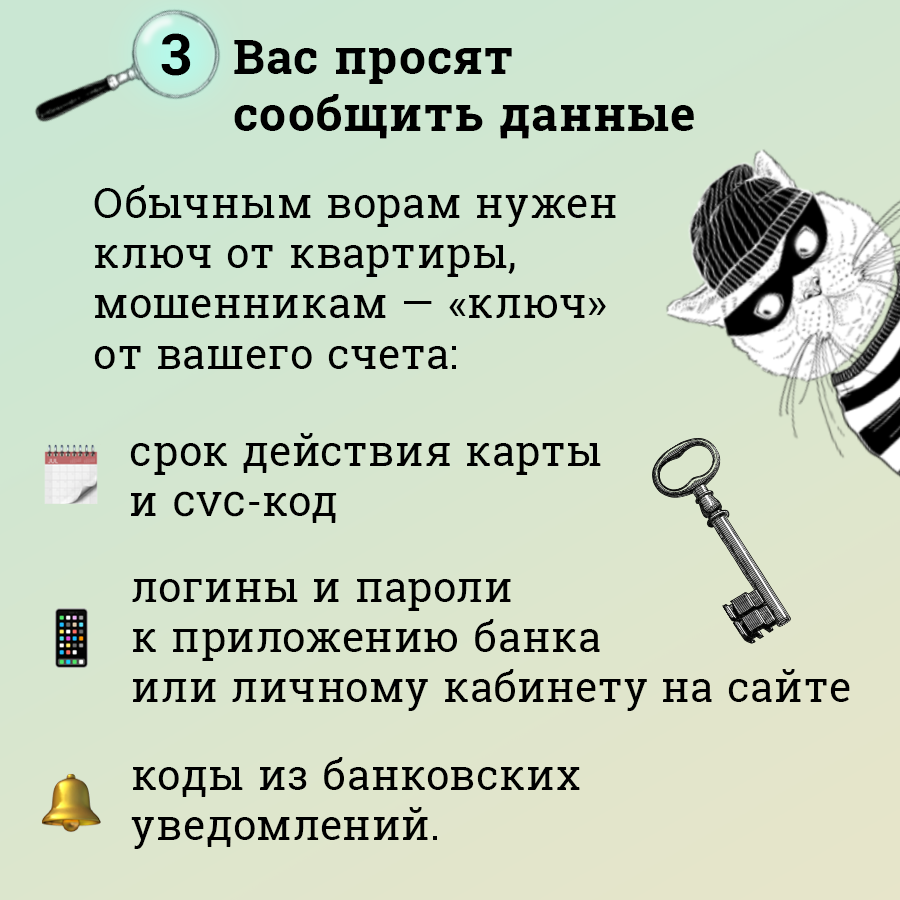 3
Вас просят
сообщить данные
Обычным ворам нужен
ключ от квартиры,
мошенникам — «ключ»
от вашего счета:
срок действия карты
и CVC-код
логины и пароли
к приложению банка
или личному кабинету на сайте
коды из банковских
уведомлений.